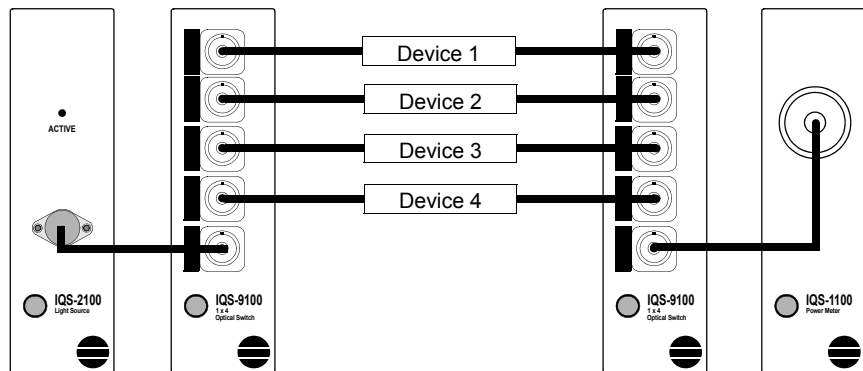 Device 1
Device 2
ACTIVE
Device 3
Device 4
IQS-2100
Light Source
IQS-9100
1 x 4
Optical Switch
IQS-9100
1 x 4
Optical Switch
IQS-1100
Power Meter